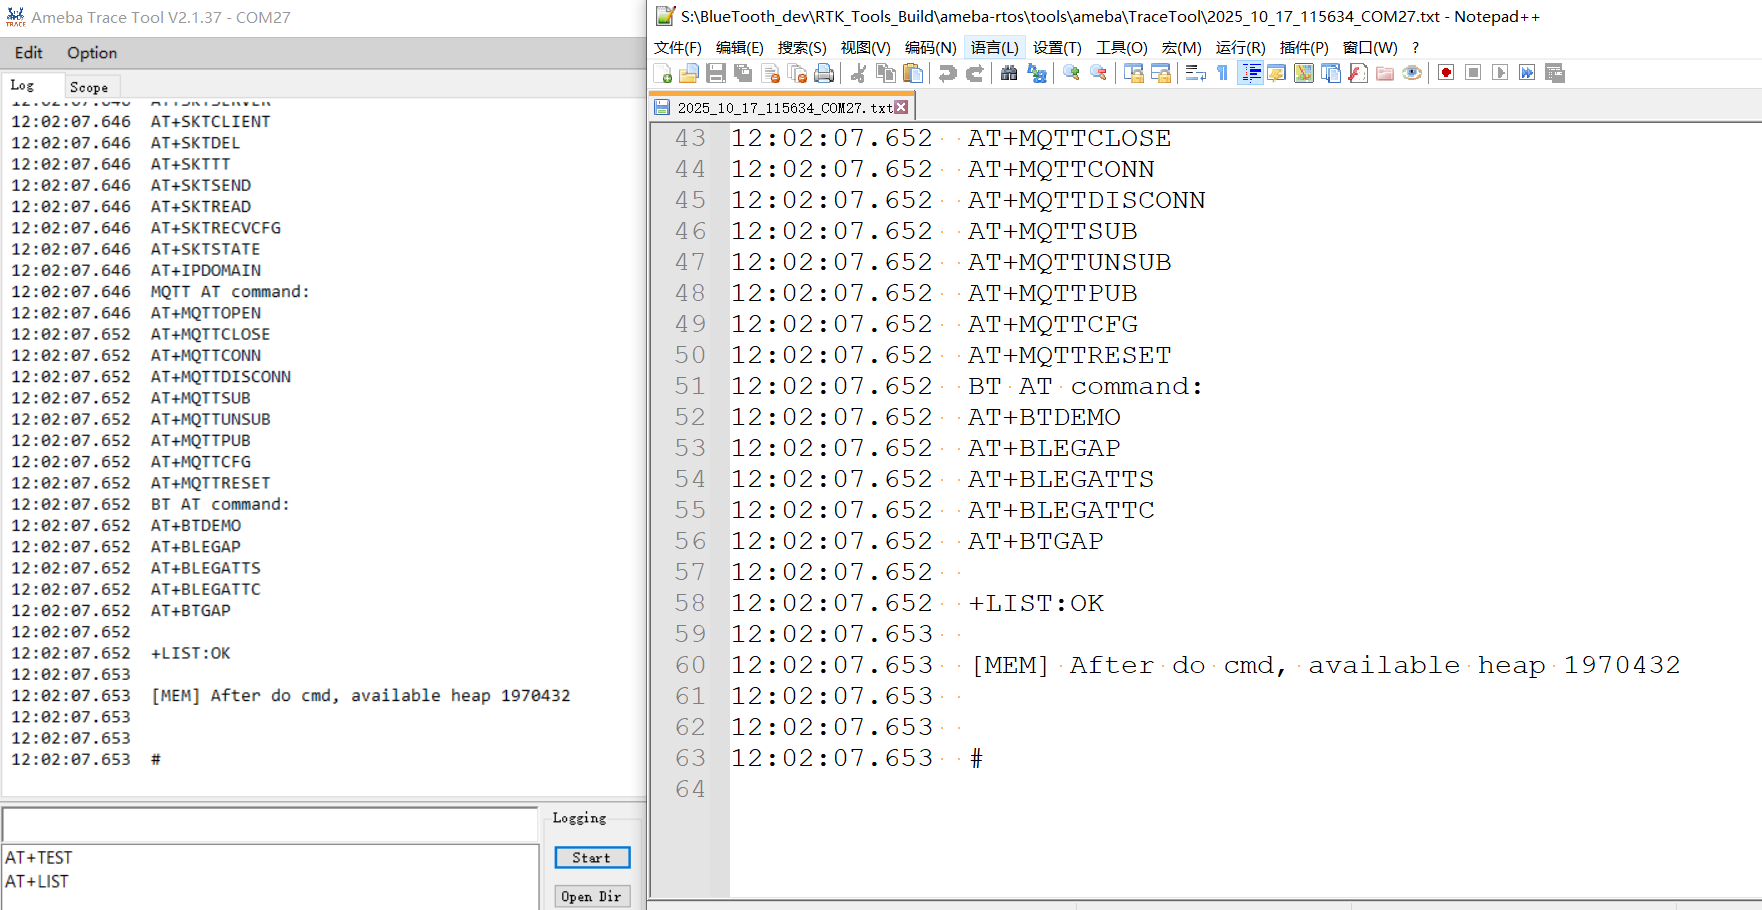 Ameba Trace Tool V2.1.37 - COM27
Edit Option
Log Scope
12:02:07.646 AT+SKTSERVER
12:02:07.646 AT+SKTCLIENT
12:02:07.646 AT+SKTDEL
12:02:07.646 AT+SKTTT
12:02:07.646 AT+SKTSEND
12:02:07.646 AT+SKTREAD
12:02:07.646 AT+SKTRECVCFG
12:02:07.646 AT+SKTSTATE
12:02:07.646 AT+IPDOMAIN
12:02:07.646 MQTT AT command:
12:02:07.646 AT+MQTTOPEN
12:02:07.652 AT+MQTTCLOSE
12:02:07.652 AT+MQTTCONN
12:02:07.652 AT+MQTTDISCONN
12:02:07.652 AT+MQTTSUB
12:02:07.652 AT+MQTTUNSUB
12:02:07.652 AT+MQTTPUB
12:02:07.652 AT+MQTTCFG
12:02:07.652 AT+MQTTRESET
12:02:07.652 BT AT command:
12:02:07.652 AT+BTDEMO
12:02:07.652 AT+BLEGAP
12:02:07.652 AT+BLEGATTS
12:02:07.652 AT+BLEGATTC
12:02:07.652 AT+BTGAP
12:02:07.652
12:02:07.652 +LIST:OK
12:02:07.653
12:02:07.653 [MEM] After do cmd, available heap 1970432
12:02:07.653
12:02:07.653
12:02:07.653 #
AT+TEST
AT+LIST
Logging
Start
Open Dir
S:\BlueTooth_dev\RTK_Tools_Build\ameba-rtos\tools\ameba\TraceTool\2025_10_17_115634_COM27.txt - Notepad++
文件(F) 编辑(E) 搜索(S) 视图(V) 编码(N) 语言(L) 设置(T) 工具(O) 宏(M) 运行(R) 插件(P) 窗口(W) ?
2025_10_17_115634_COM27.txt
43 12:02:07.652 AT+MQTTCLOSE
44 12:02:07.652 AT+MQTTCONN
45 12:02:07.652 AT+MQTTDISCONN
46 12:02:07.652 AT+MQTTSUB
47 12:02:07.652 AT+MQTTUNSUB
48 12:02:07.652 AT+MQTTPUB
49 12:02:07.652 AT+MQTTCFG
50 12:02:07.652 AT+MQTTRESET
51 12:02:07.652 BT AT command:
52 12:02:07.652 AT+BTDEMO
53 12:02:07.652 AT+BLEGAP
54 12:02:07.652 AT+BLEGATTS
55 12:02:07.652 AT+BLEGATTC
56 12:02:07.652 AT+BTGAP
57 12:02:07.652
58 12:02:07.652 +LIST:OK
59 12:02:07.653
60 12:02:07.653 [MEM] After do cmd, available heap 1970432
61 12:02:07.653
62 12:02:07.653
63 12:02:07.653 #
64